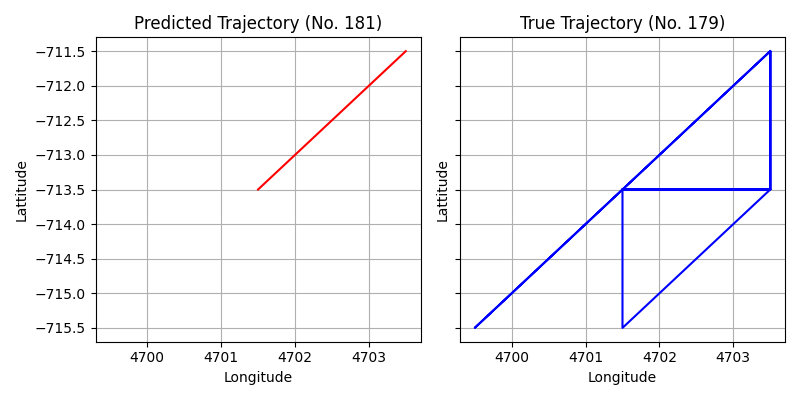 Predicted Trajectory (No. 181)
True Trajectory (No. 179)
Lattitude
−711.5
−712.0
−712.5
−713.0
−713.5
−714.0
−714.5
−715.0
−715.5
4700
4701
4702
4703
Longitude
Lattitude
4700
4701
4702
4703
Longitude